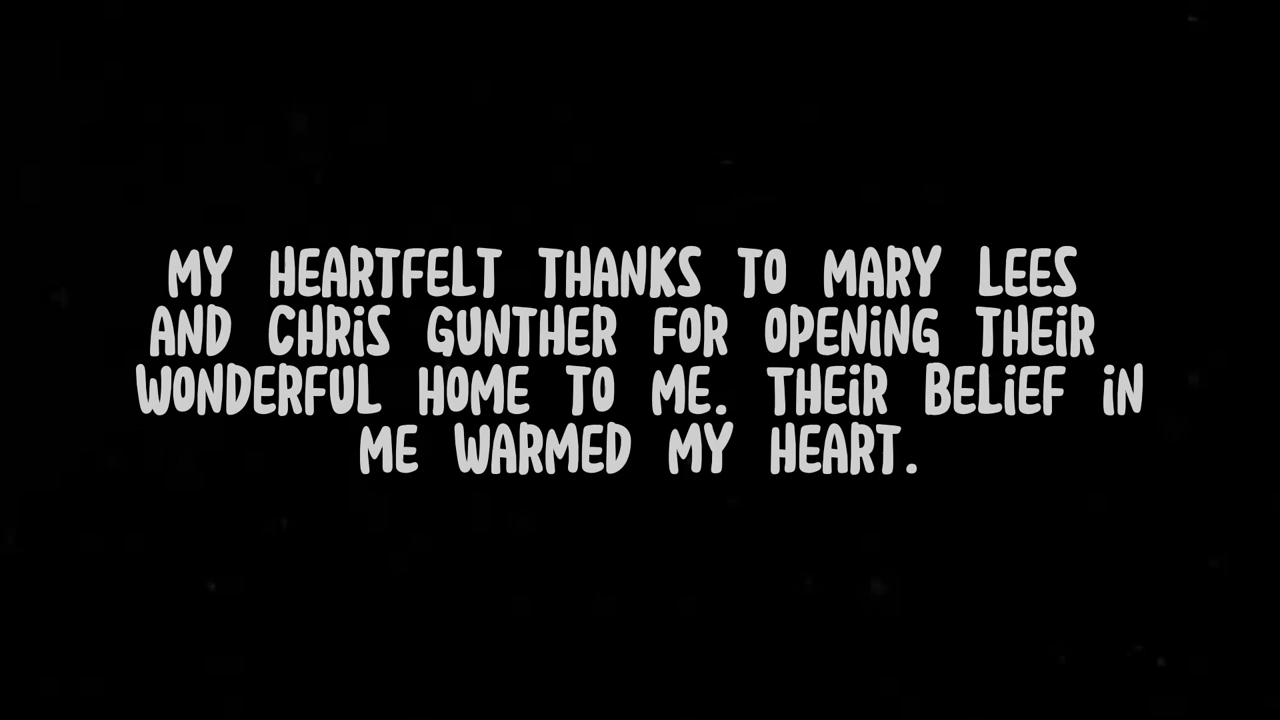 MY HEARTFELT THANKS TO MARY LEES
AND CHRiS GUNTHER FOR OPENiNG THEiR
WONDERFUL HOME TO ME. THEiR BELiEF iN
ME WARMED MY HEART.